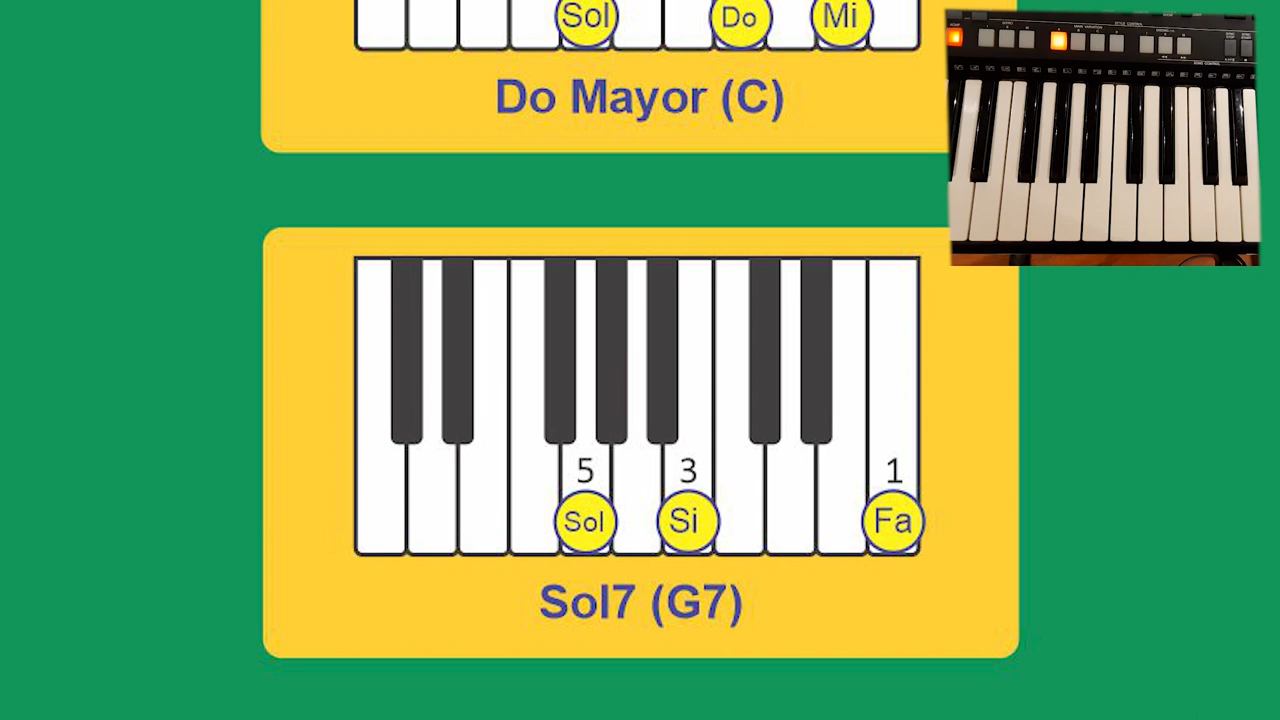 Sol Do Mi
Do Mayor (C)
5 3 1
Sol Si Fa
Sol7 (G7)